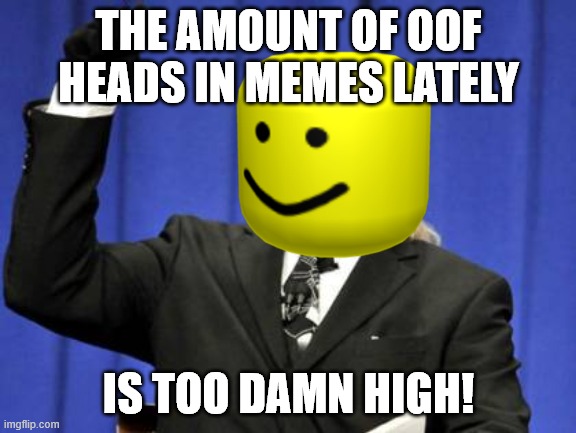 THE AMOUNT OF OOF
HEADS IN MEMES LATELY
IS TOO DAMN HIGH!
imgflip.com